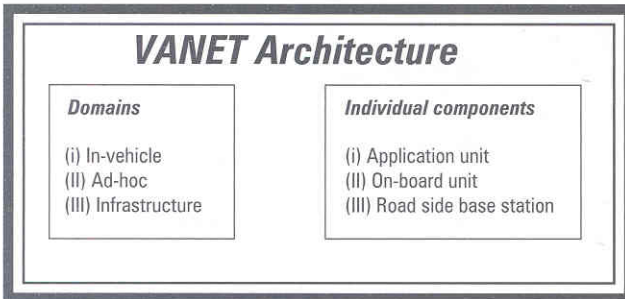 VANET Architecture
Domains
(i) In-vehicle
(II) Ad-hoc
(III) Infrastructure
Individual components
(i) Application unit
(II) On-board unit
(III) Road side base station